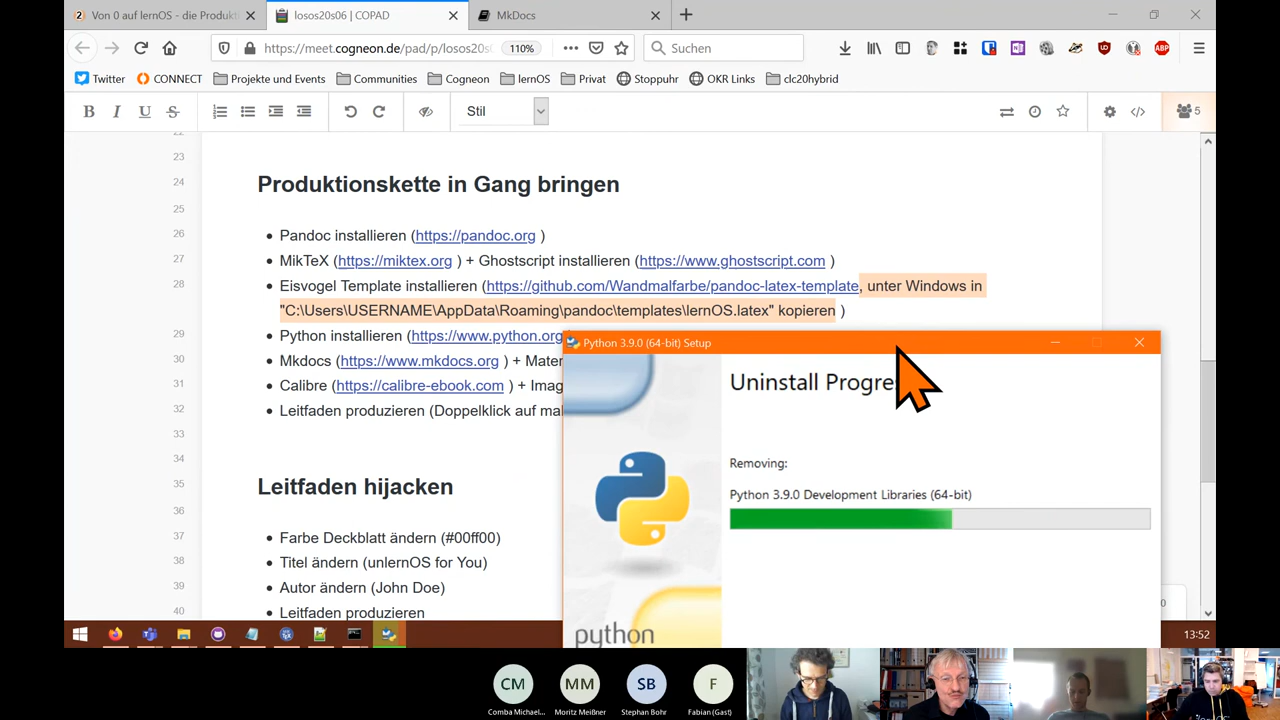 Von 0 auf lernOS - die Produkti
losos20s06 | COPAD
MkDocs
https://meet.cogneon.de/pad/p/losos20s
110%
Suchen
Twitter
CONNECT
Projekte und Events
Communities
Cogneon
lernOS
Privat
Stoppuhr
OKR Links
clc20hybrid
B I U S
Stil
5
22
23
24 Produktionskette in Gang bringen
25
26 Pandoc installieren (https://pandoc.org )
27 MikTeX (https://miktex.org ) + Ghostscript installieren (https://www.ghostscript.com )
28 Eisvogel Template installieren (https://github.com/Wandmalfarbe/pandoc-latex-template, unter Windows in
"C:\Users\USERNAME\AppData\Roaming\pandoc\templates\lernOS.latex" kopieren )
29 Python installieren (https://www.python.org
30 Mkdocs (https://www.mkdocs.org ) + Mater
31 Calibre (https://calibre-ebook.com ) + Imag
32 Leitfaden produzieren (Doppelklick auf mal
33
34
35 Leitfaden hijacken
36
37 Farbe Deckblatt ändern (#00ff00)
38 Titel ändern (unlernOS for You)
39 Autor ändern (John Doe)
40 Leitfaden produzieren
Python 3.9.0 (64-bit) Setup
Uninstall Progre
Removing:
Python 3.9.0 Development Libraries (64-bit)
python
0
13:52
CM
MM
SB
F
Comba Michael...
Moritz Meißner
Stephan Bohr
Fabian (Gast)